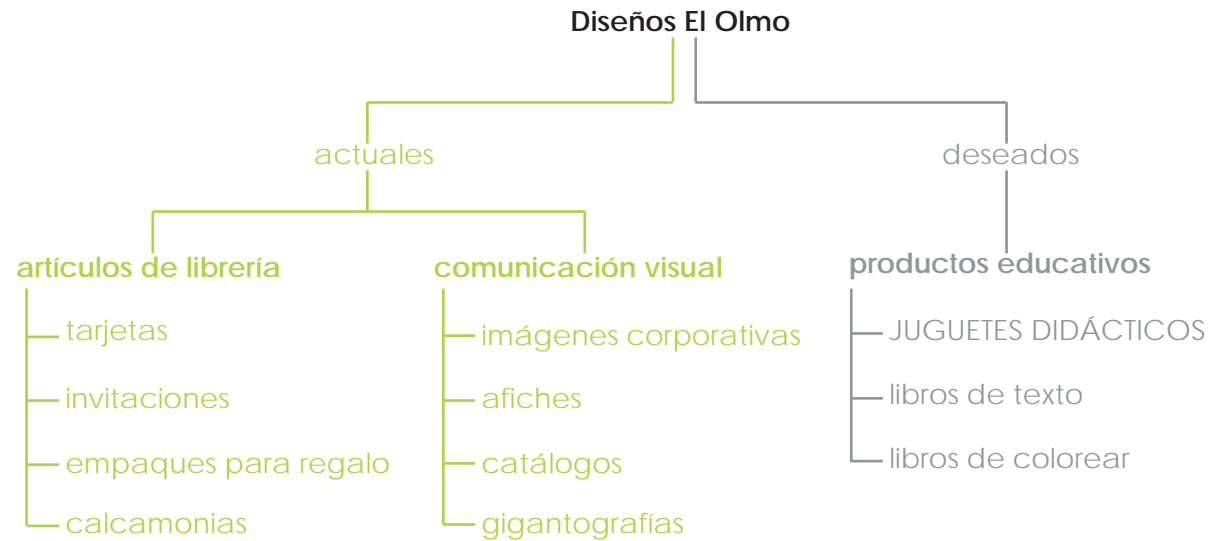 Diseños El Olmo
actuales
deseados
artículos de librería
tarjetas
invitaciones
empaques para regalo
calcamonias
comunicación visual
imágenes corporativas
afiches
catálogos
gigantografías
productos educativos
JUGUETES DIDÁCTICOS
libros de texto
libros de colorear